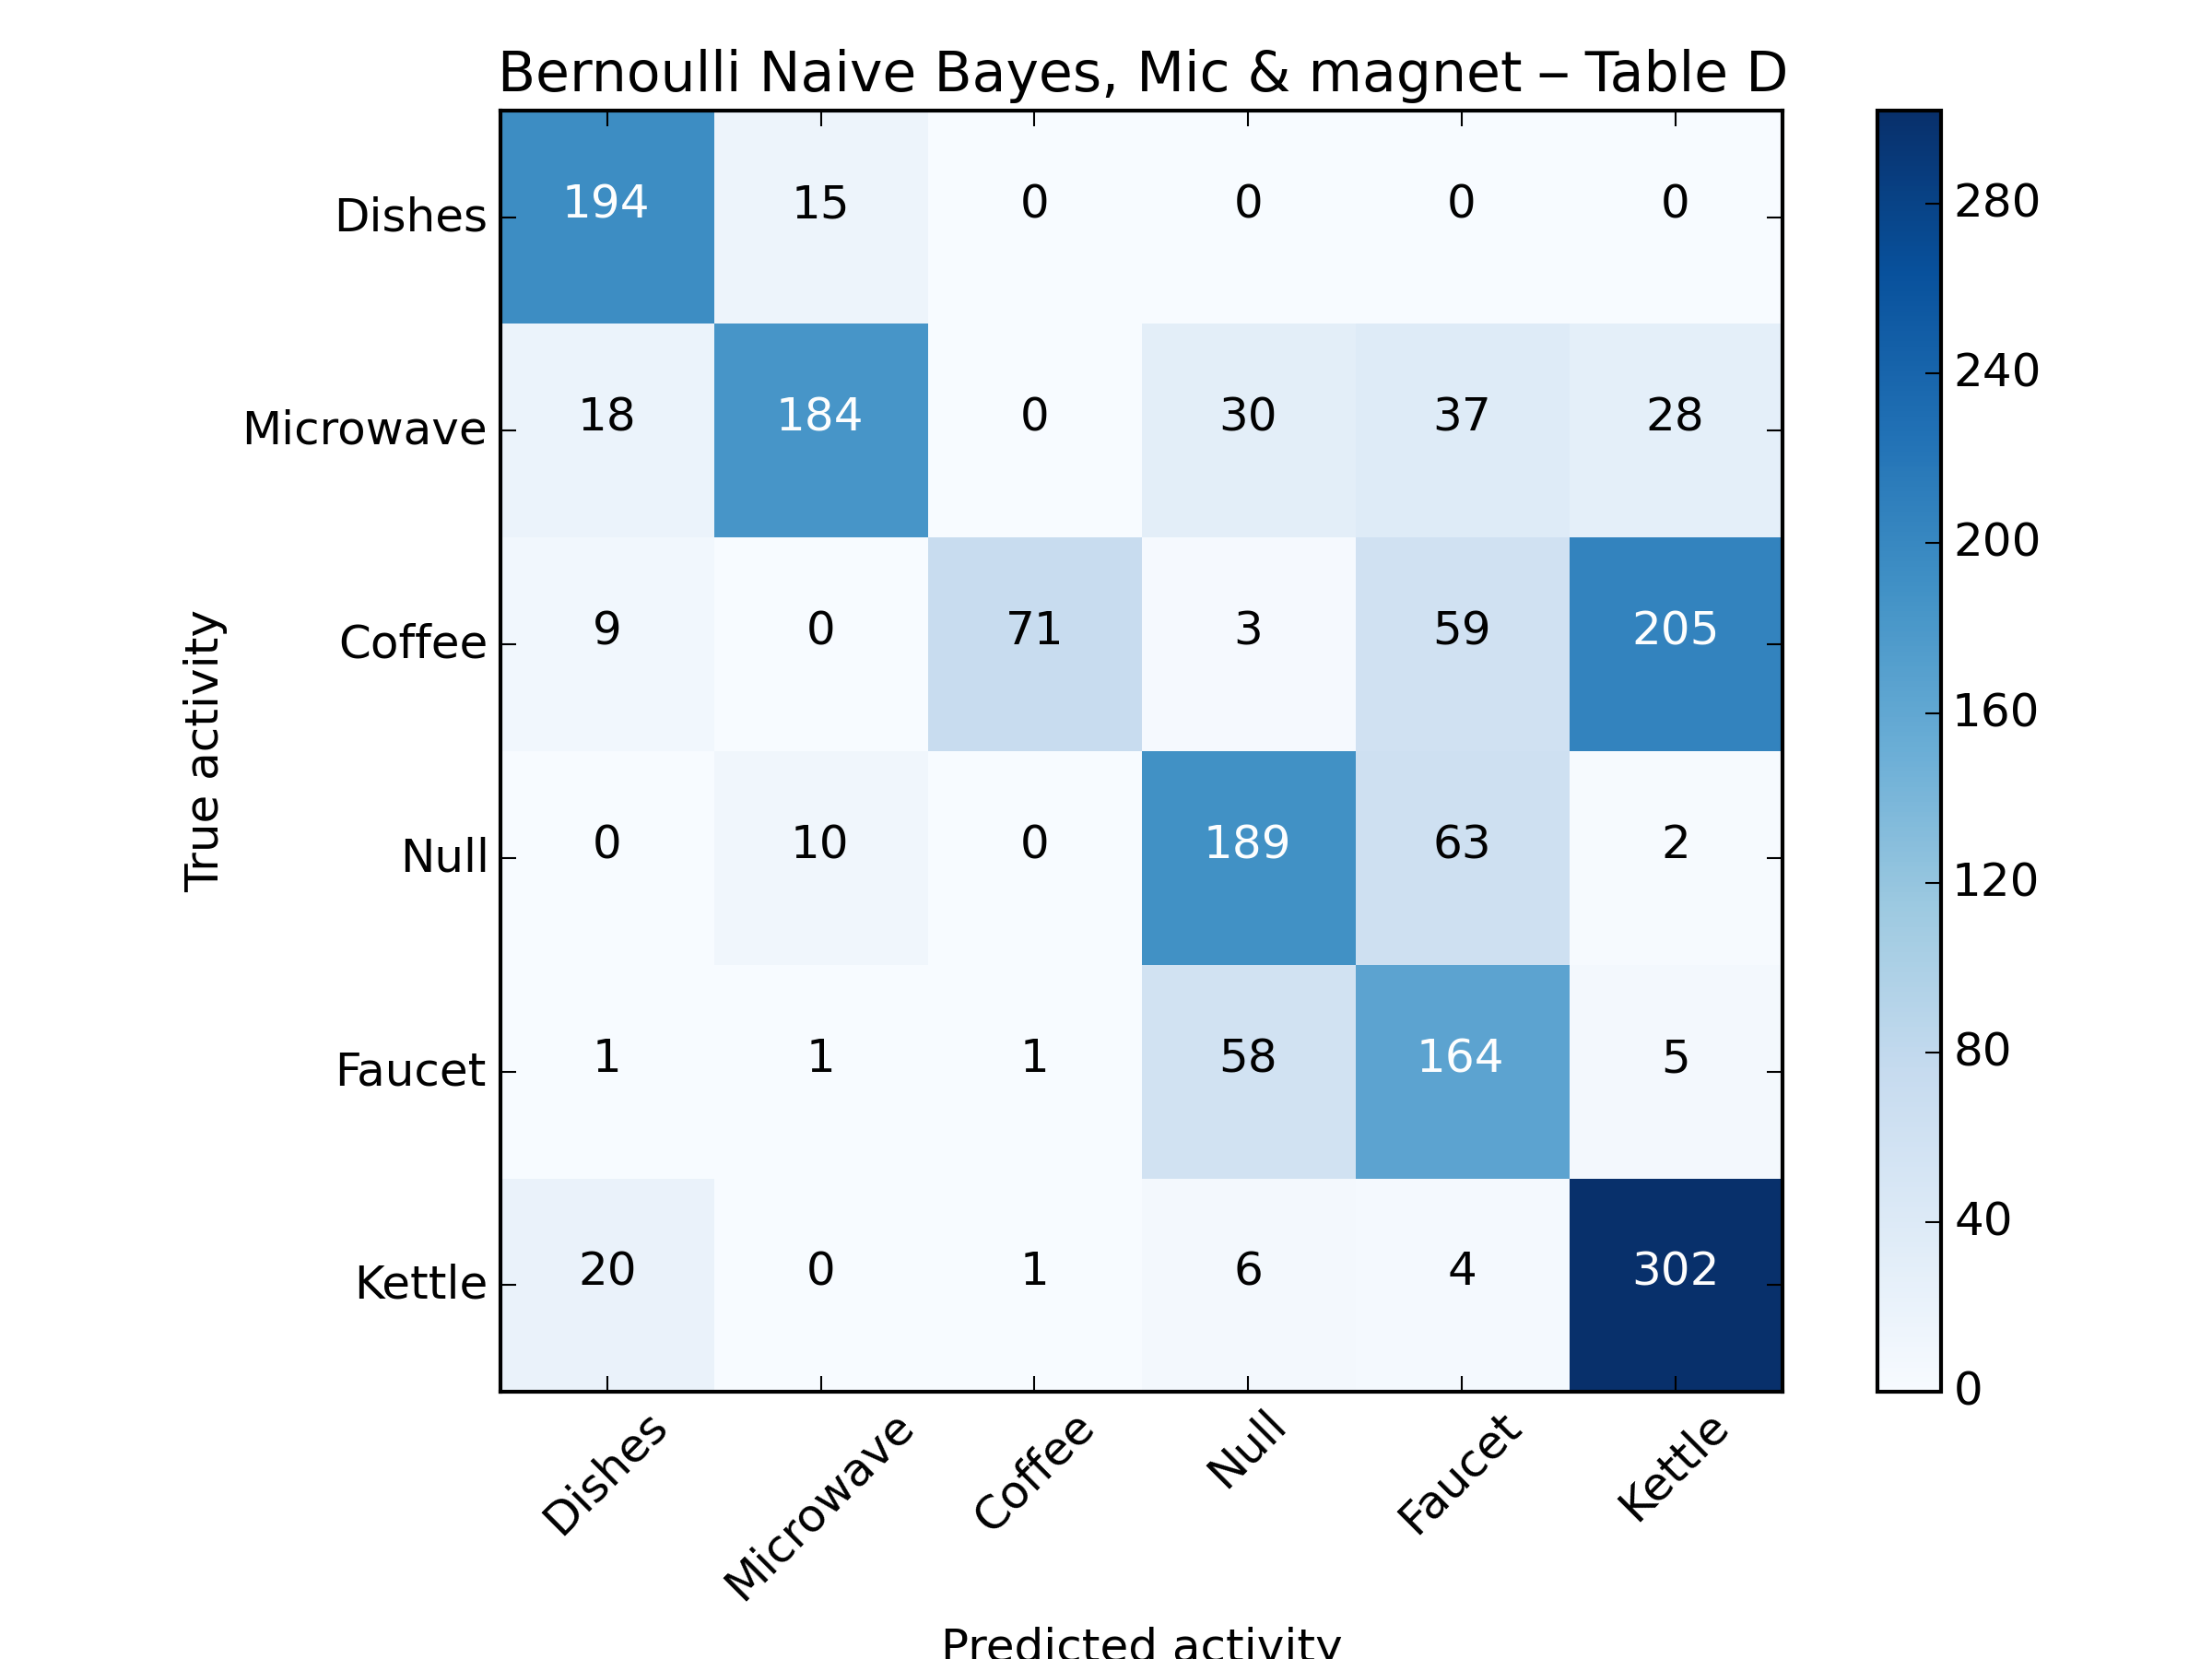 Bernoulli Naive Bayes, Mic & magnet − Table D
Dishes 194 15 0 0 0 0
Microwave 18 184 0 30 37 28
Coffee 9 0 71 3 59 205
Null 0 10 0 189 63 2
Faucet 1 1 1 58 164 5
Kettle 20 0 1 6 4 302
True activity
Dishes Microwave Coffee Null Faucet Kettle
Predicted activity
280
240
200
160
120
80
40
0